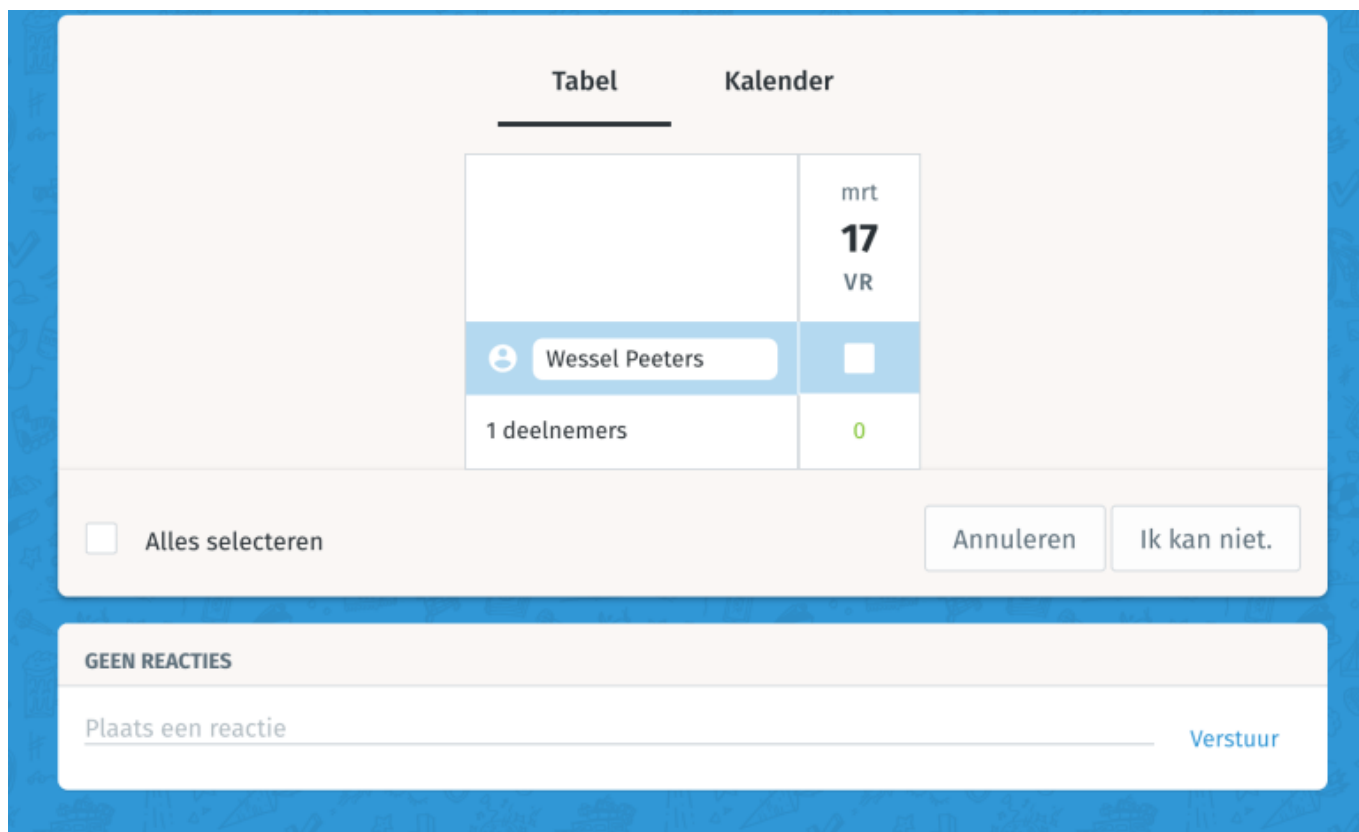 Tabel Kalender
mrt
17
VR
Wessel Peeters
1 deelnemers 0
Alles selecteren Annuleren Ik kan niet.
GEEN REACTIES
Plaats een reactie
Verstuur